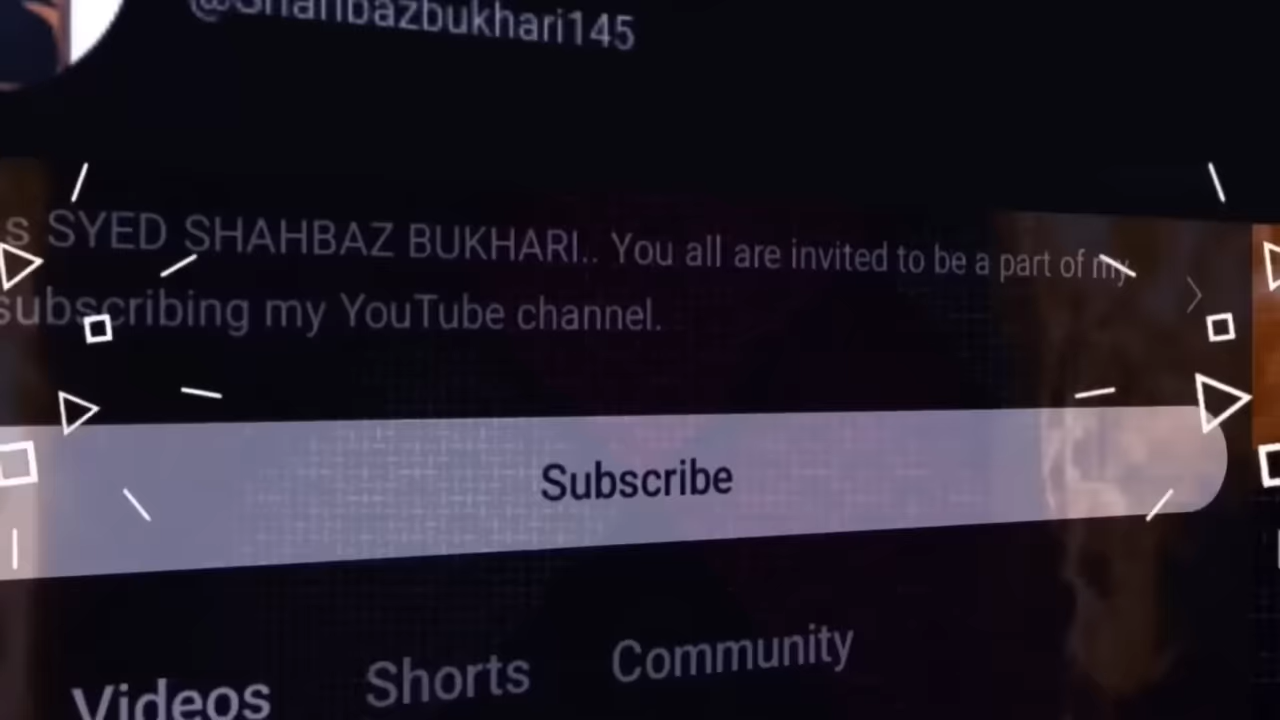 @Shahbazbukhari145
s SYED SHAHBAZ BUKHARI.. You all are invited to be a part of my
subscribing my YouTube channel.
Subscribe
Videos Shorts Community